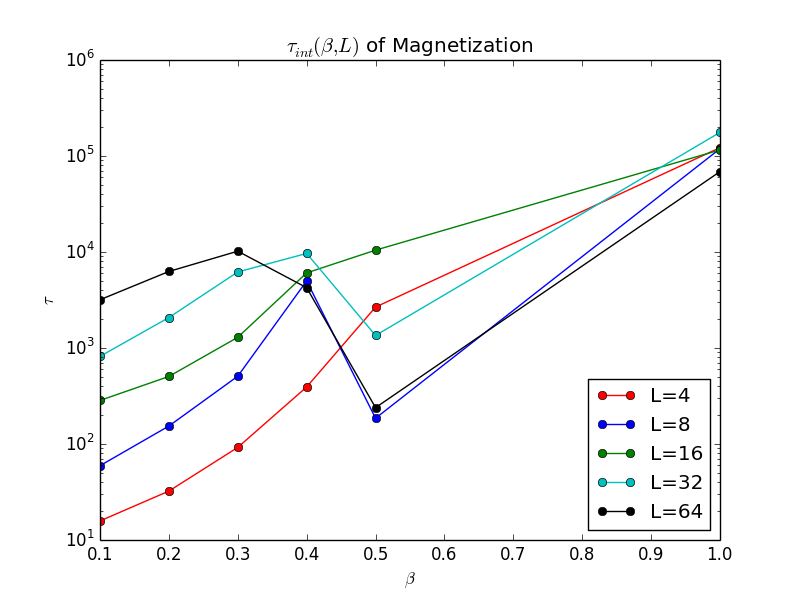 τ_int(β,L) of Magnetization
10^6
10^5
10^4
10^3
10^2
10^1
τ
0.1 0.2 0.3 0.4 0.5 0.6 0.7 0.8 0.9 1.0
β
L=4
L=8
L=16
L=32
L=64